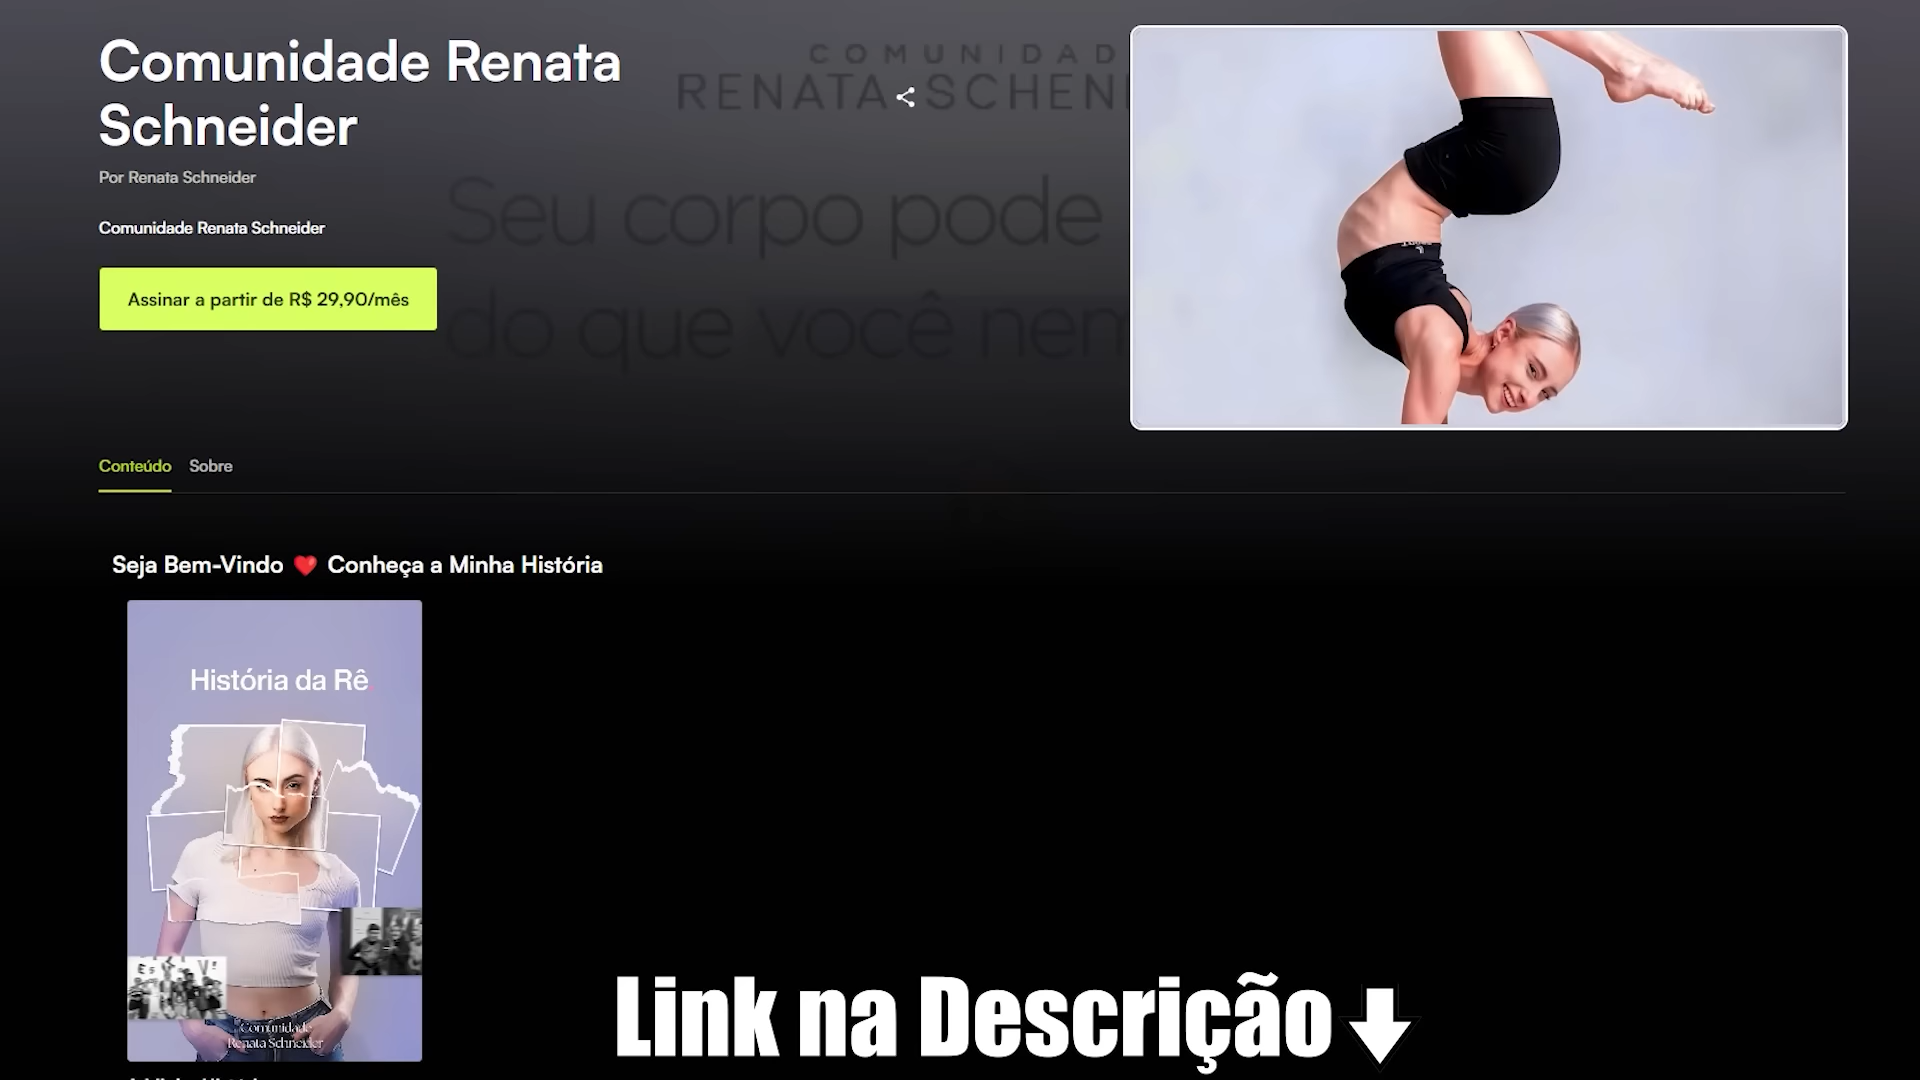 Comunidade Renata
Schneider
Por Renata Schneider
Comunidade Renata Schneider
Assinar a partir de R$ 29,90/mês
COMUNIDAD
RENATA SCHEN
Seu corpo pode
do que você nem
Conteúdo Sobre
Seja Bem-Vindo ❤️ Conheça a Minha História
História da Rê
Comunidade
Renata Schneider
Link na Descrição